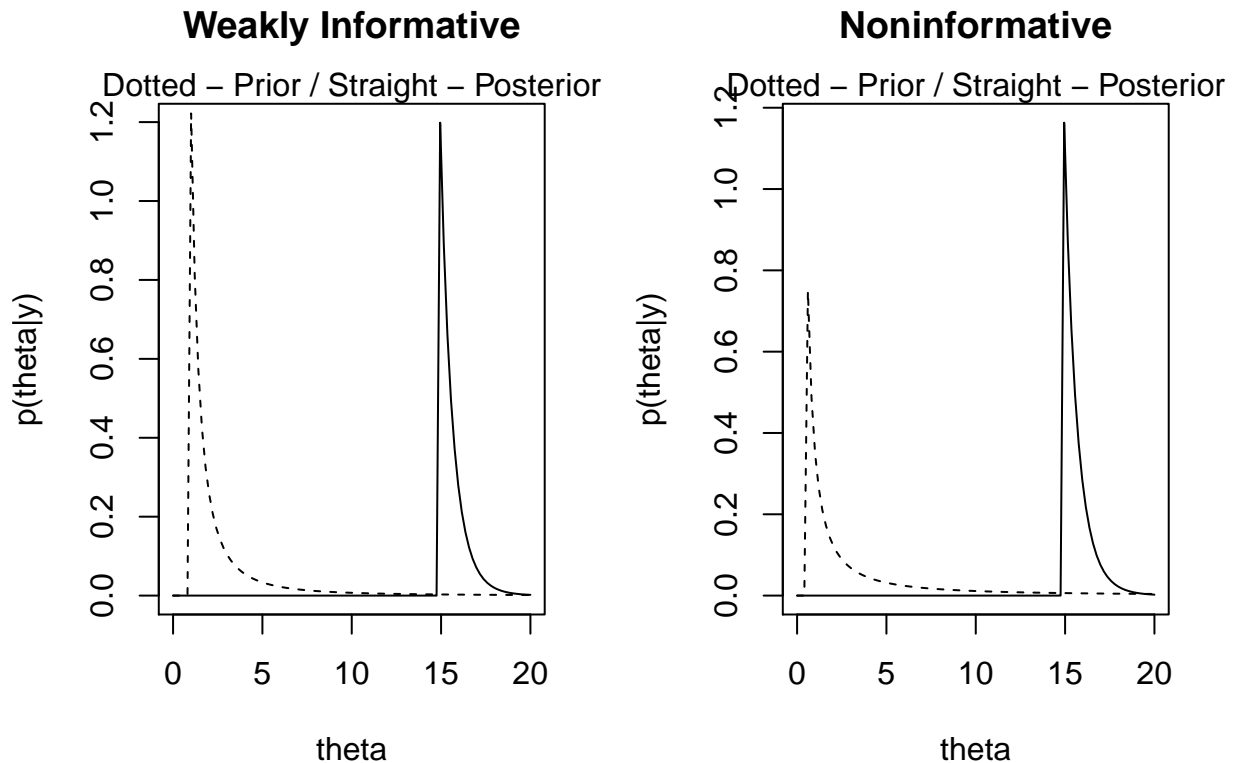 Weakly Informative
Dotted – Prior / Straight – Posterior
p(theta|y)
0.0 0.2 0.4 0.6 0.8 1.0 1.2
0 5 10 15 20
theta
Noninformative
Dotted – Prior / Straight – Posterior
p(theta|y)
0.0 0.2 0.4 0.6 0.8 1.0 1.2
0 5 10 15 20
theta